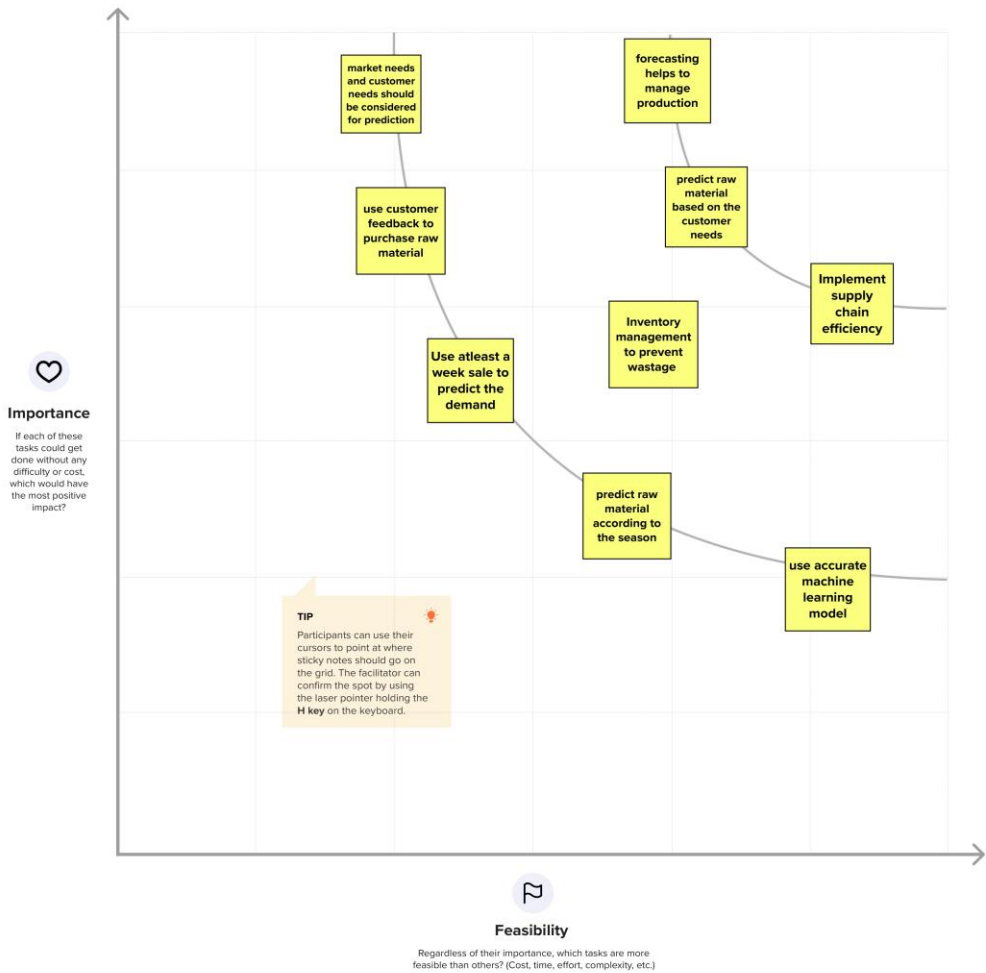 market needs
and customer
needs should
be considered
for prediction
forecasting
helps to
manage
production
use customer
feedback to
purchase raw
material
predict raw
material
based on the
customer
needs
Implement
supply
chain
efficiency
Inventory
management
to prevent
wastage
Use atleast a
week sale to
predict the
demand
Importance
If each of these
tasks could get
done without any
difficulty or cost,
which would have
the most positive
impact?
predict raw
material
according to
the season
use accurate
machine
learning
model
TIP
Participants can use their
cursors to point at where
sticky notes should go on
the grid. The facilitator can
confirm the spot by using
the laser pointer holding the
H key on the keyboard.
Feasibility
Regardless of their importance, which tasks are more
feasible than others? (Cost, time, effort, complexity, etc.)